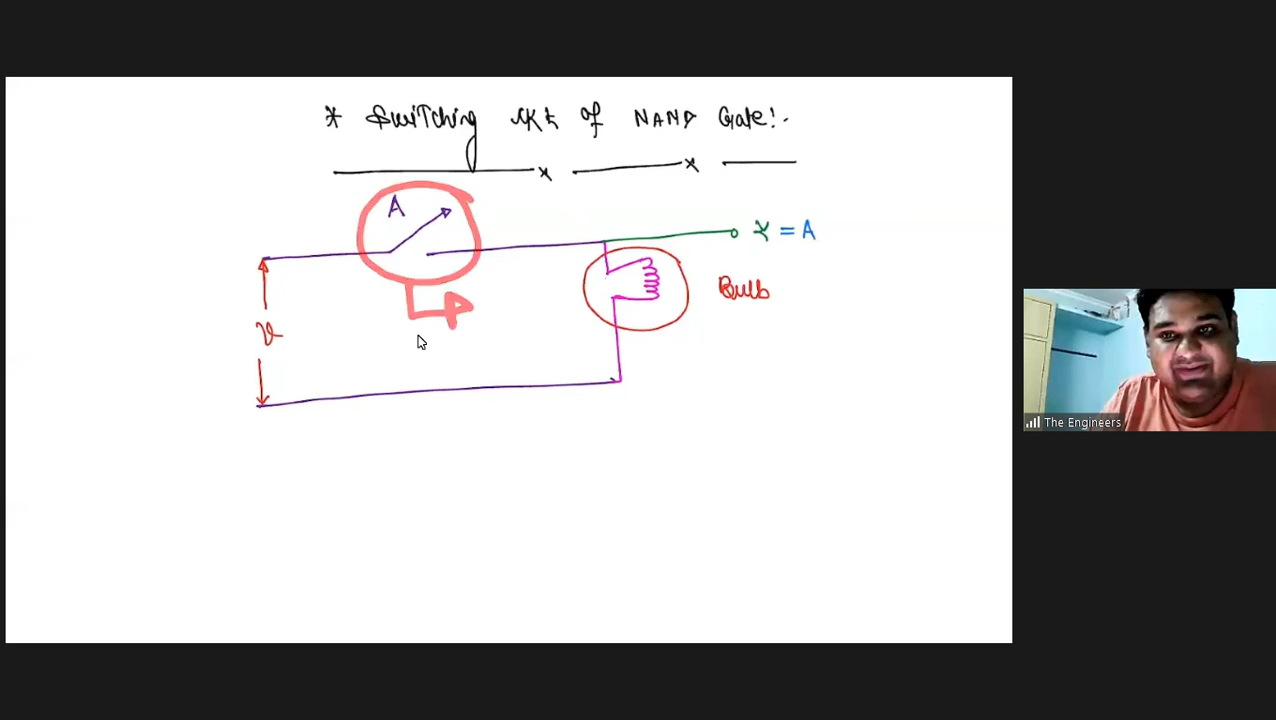 * Switching ckt of NAND Gate:-
A
Y = A
Bulb
V
The Engineers